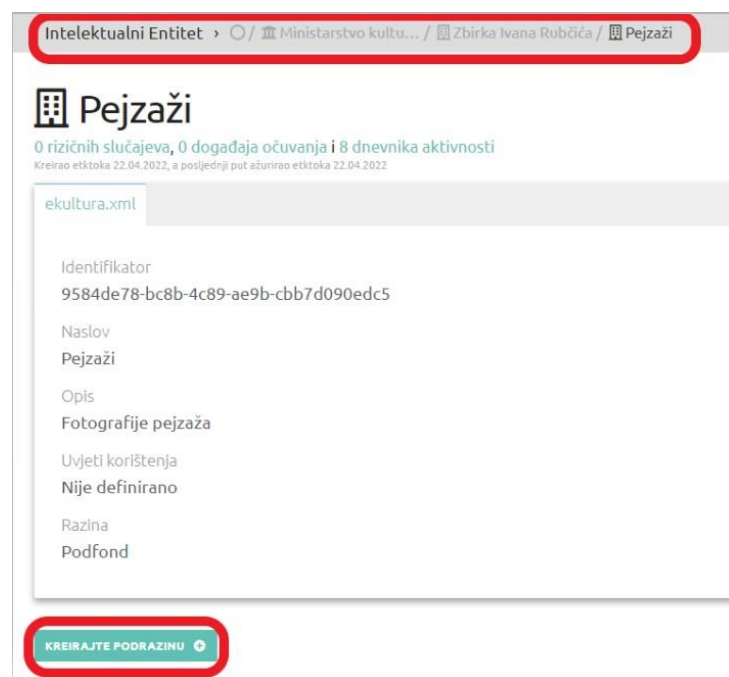 Intelektualni Entitet › / Ministarstvo kultu... / Zbirka Ivana Rubčića / Pejzaži
Pejzaži
0 rizičnih slučajeva, 0 događaja očuvanja i 8 dnevnika aktivnosti
Kreirao etktoka 22.04.2022, a posljednji put ažurirao etktoka 22.04.2022
ekultura.xml
Identifikator
9584de78-bc8b-4c89-ae9b-cbb7d090edc5
Naslov
Pejzaži
Opis
Fotografije pejzaža
Uvjeti korištenja
Nije definirano
Razina
Podfond
KREIRAJTE PODRAZINU